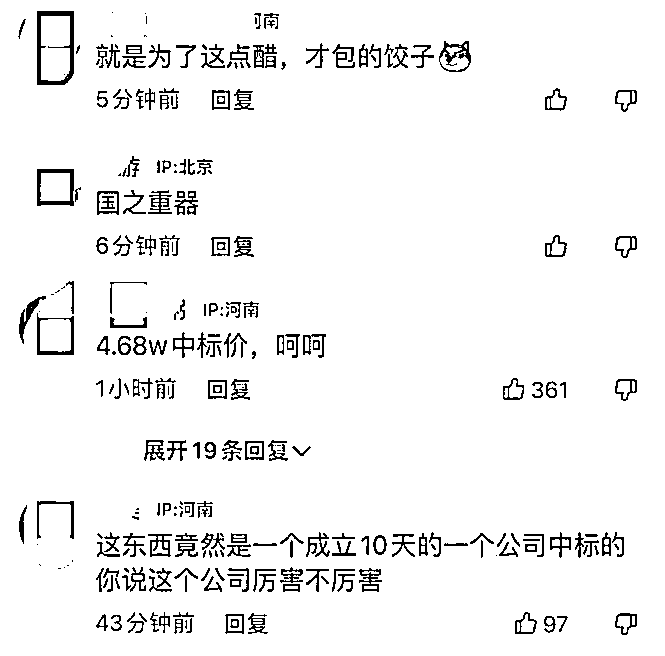 河南
就是为了这点醋，才包的饺子
5分钟前 回复
IP:北京
国之重器
6分钟前 回复
IP:河南
4.68w中标价，呵呵
1小时前 回复 361
展开19条回复
IP:河南
这东西竟然是一个成立10天的一个公司中标的
你说这个公司厉害不厉害
43分钟前 回复 97